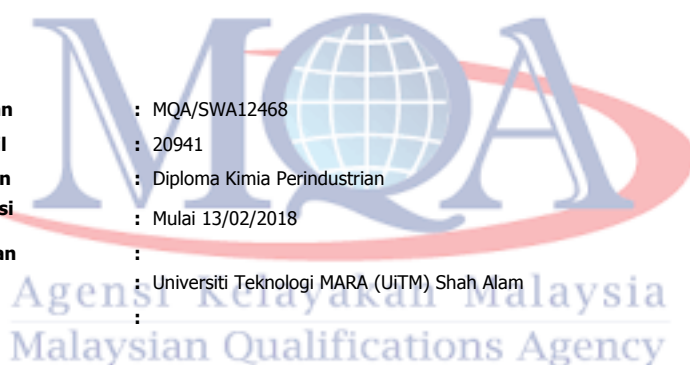 MQA
an : MQA/SWA12468
l : 20941
n : Diploma Kimia Perindustrian
si
: Mulai 13/02/2018
an :
: Universiti Teknologi MARA (UiTM) Shah Alam
Agensi Kelayakan Malaysia
:
Malaysian Qualifications Agency